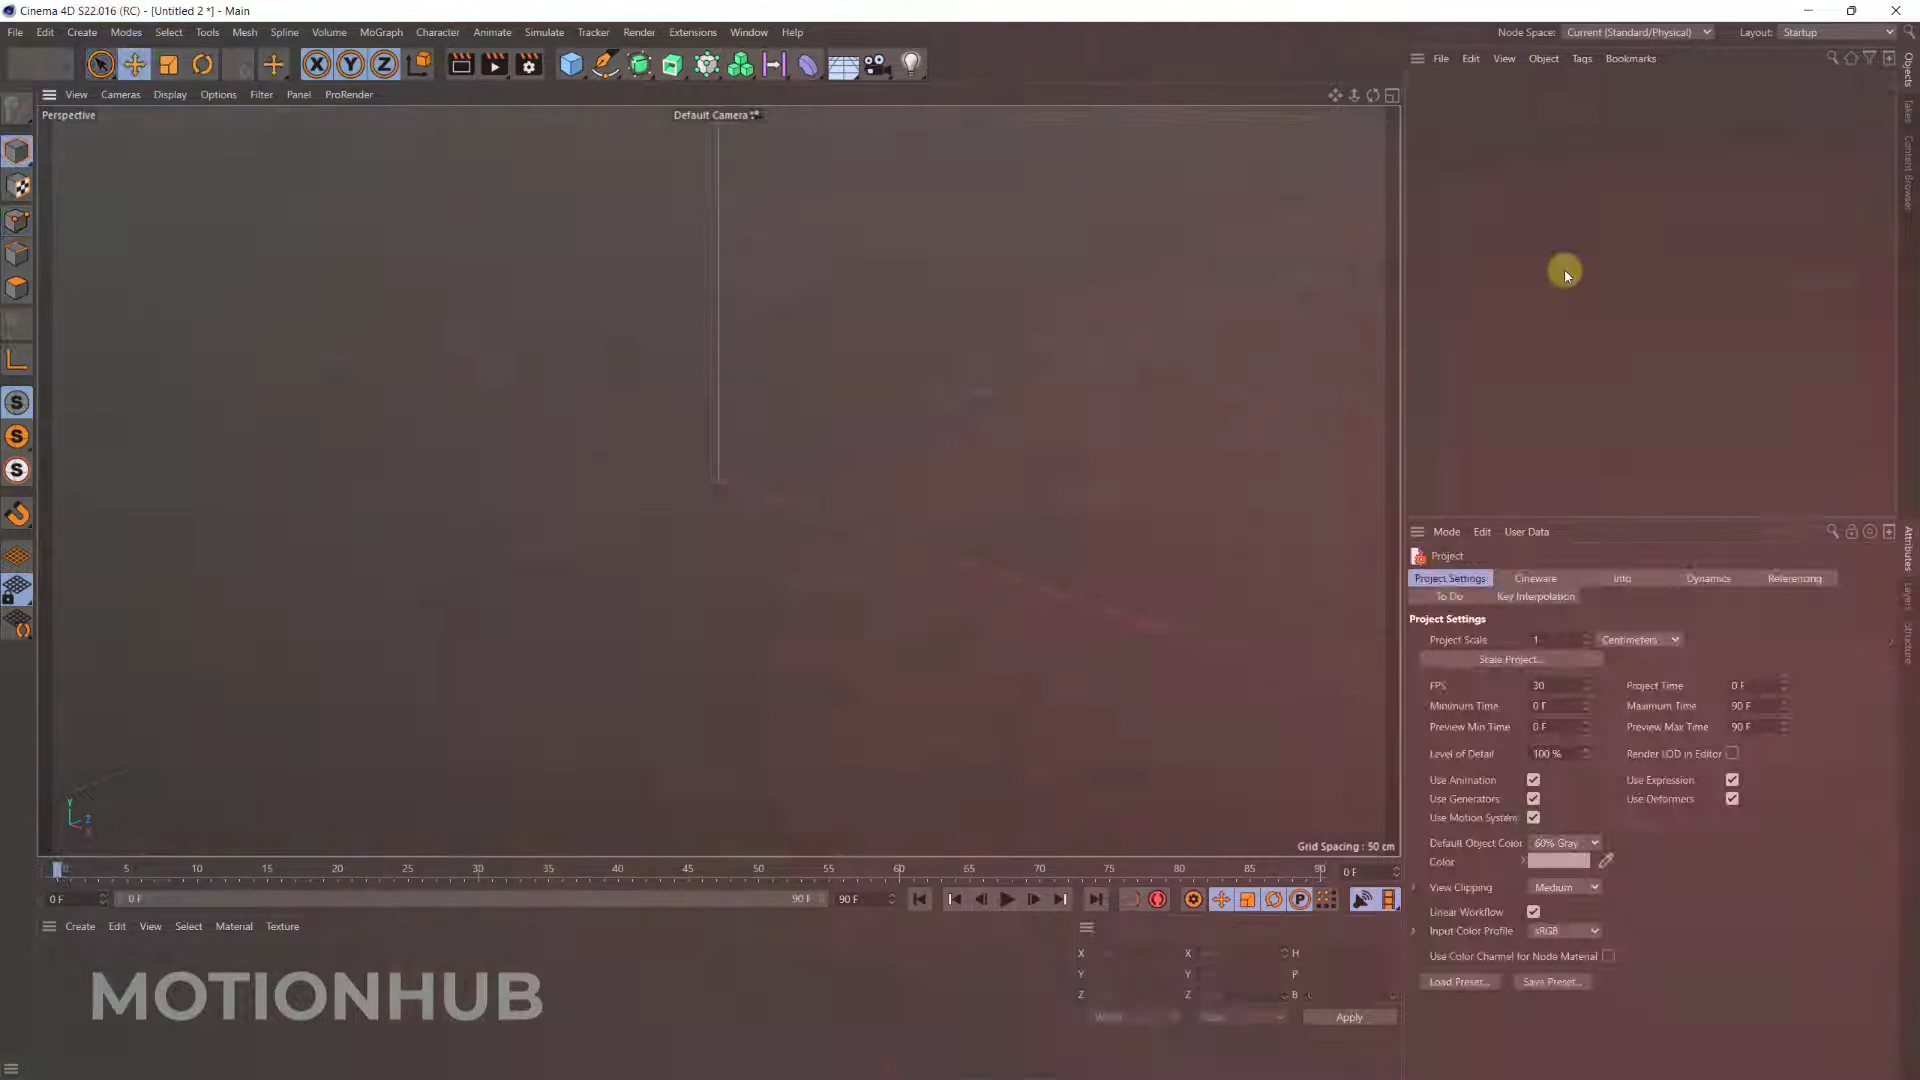 Cinema 4D S22.016 (RC) - [Untitled 2 *] - Main
File Edit Create Modes Select Tools Mesh Spline Volume MoGraph Character Animate Simulate Tracker Render Extensions Window Help
Node Space: Current (Standard/Physical) Layout: Startup
File Edit View Object Tags Bookmarks
Objects
Takes
Content Browser
View Cameras Display Options Filter Panel ProRender
Perspective
Default Camera
Mode Edit User Data
Attributes
Layers
Structure
Project
Project Settings Cineware Info Dynamics Referencing
To Do Key Interpolation
Project Settings
Project Scale 1 Centimeters
Scale Project...
FPS 30 Project Time 0 F
Minimum Time 0 F Maximum Time 90 F
Preview Min Time 0 F Preview Max Time 90 F
Level of Detail 100 % Render LOD in Editor
Use Animation Use Expression
Use Generators Use Deformers
Use Motion System
Default Object Color 60% Gray
Color
View Clipping Medium
Linear Workflow
Input Color Profile sRGB
Use Color Channel for Node Material
Load Preset... Save Preset...
Y
Z
X
Grid Spacing : 50 cm
0 5 10 15 20 25 30 35 40 45 50 55 60 65 70 75 80 85 90 0 F
0 F 0 F 90 F 90 F
Create Edit View Select Material Texture
X X H
Y Y P
Z Z B
World Apply
MOTIONHUB